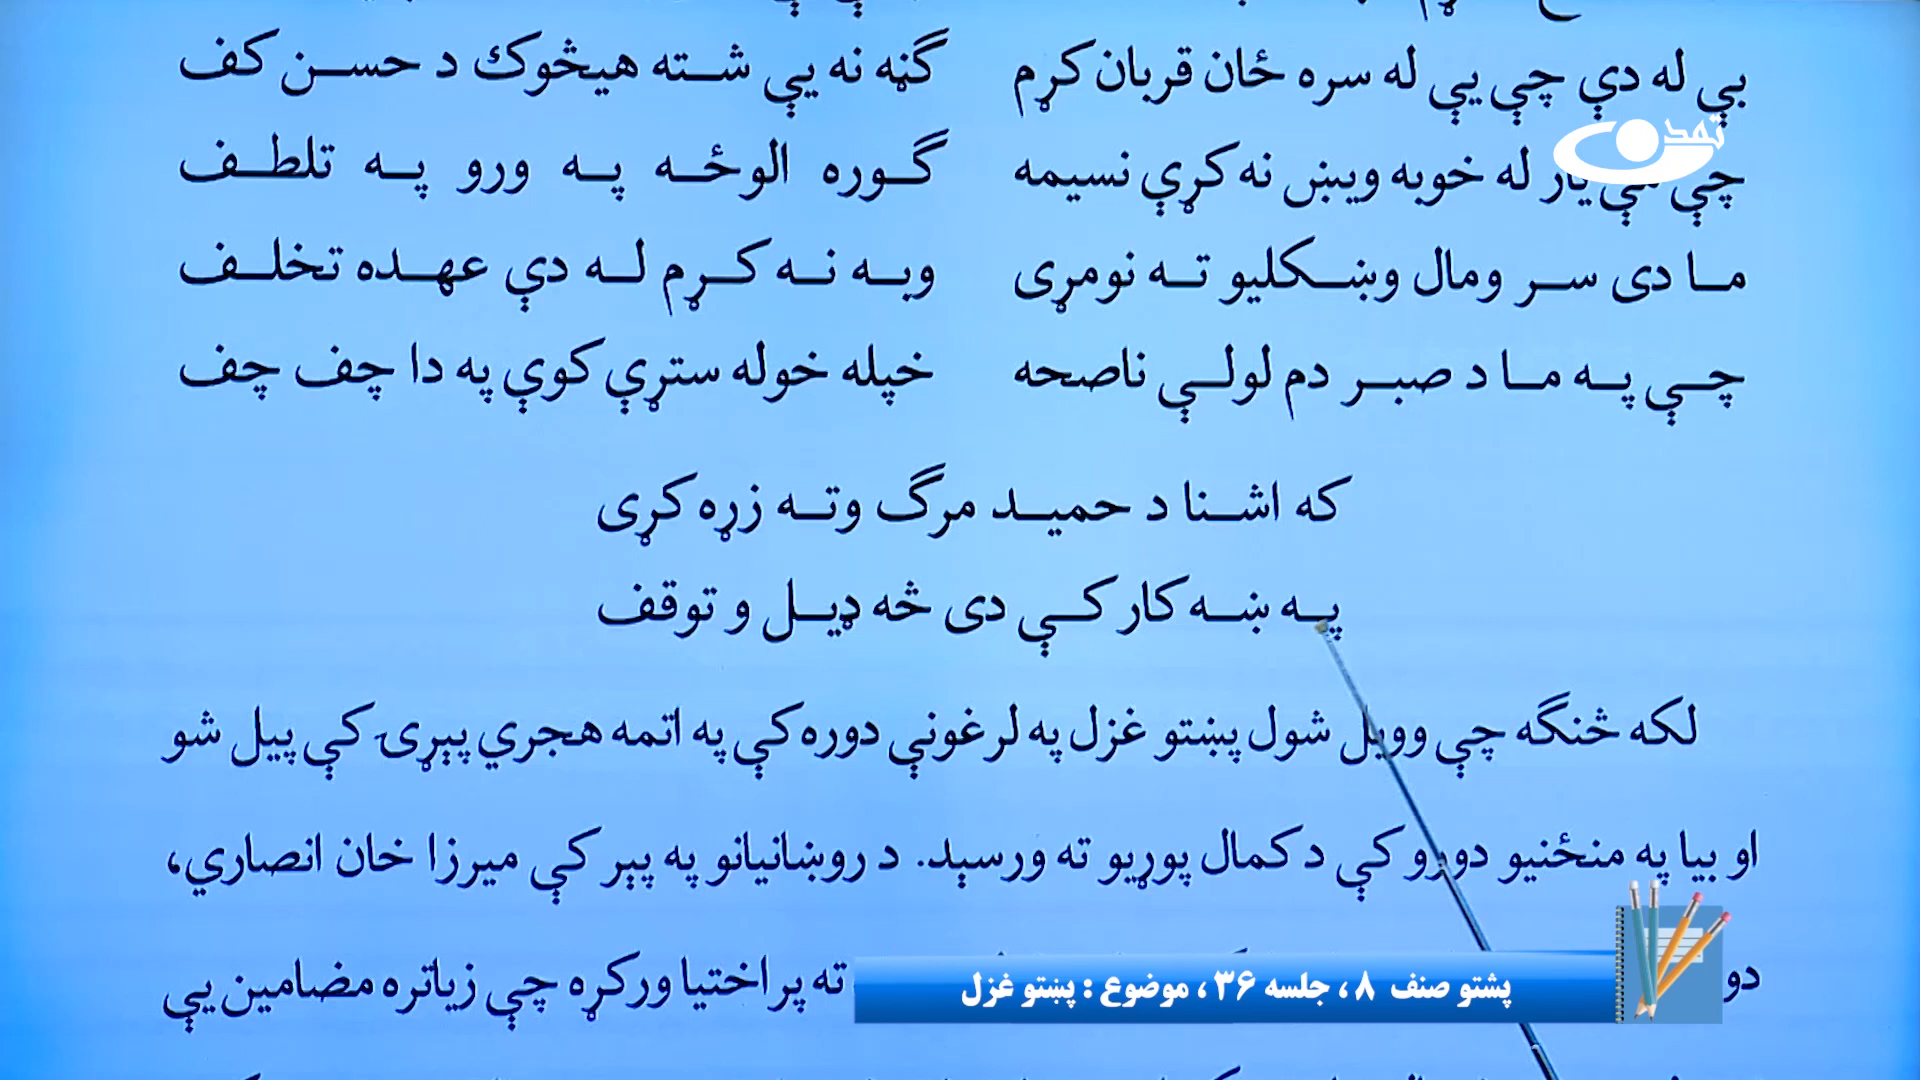 بې له دې چې يې له سره ځان قربان کړم ګڼه نه يې شته هيڅوک د حسن کف
تمدن
چې مې يار له خوبه ويښ نه کړې نسيمه ګوره الوځه په ورو په تلطف
ما دی سر ومال وښکليو ته نومړی وبه نه کړم له دې عهده تخلف
چې په ما د صبر دم لولې ناصحه خپله خوله ستړې کوې په دا چف چف
که اشنا د حميد مرګ وته زړه کړی
په ښه کار کې دی څه ډيل و توقف
لکه څنګه چې وويل شول پښتو غزل په لرغونې دوره کې په اتمه هجري پېړۍ کې پيل شو
او بيا په منځنيو دورو کې د کمال پوړيو ته ورسېد. د روښانيانو په پېر کې ميرزا خان انصاري،
ته پراختيا ورکړه چې زياتره مضامين يې
پشتو صنف ۸، جلسه ۳۶، موضوع : پښتو غزل